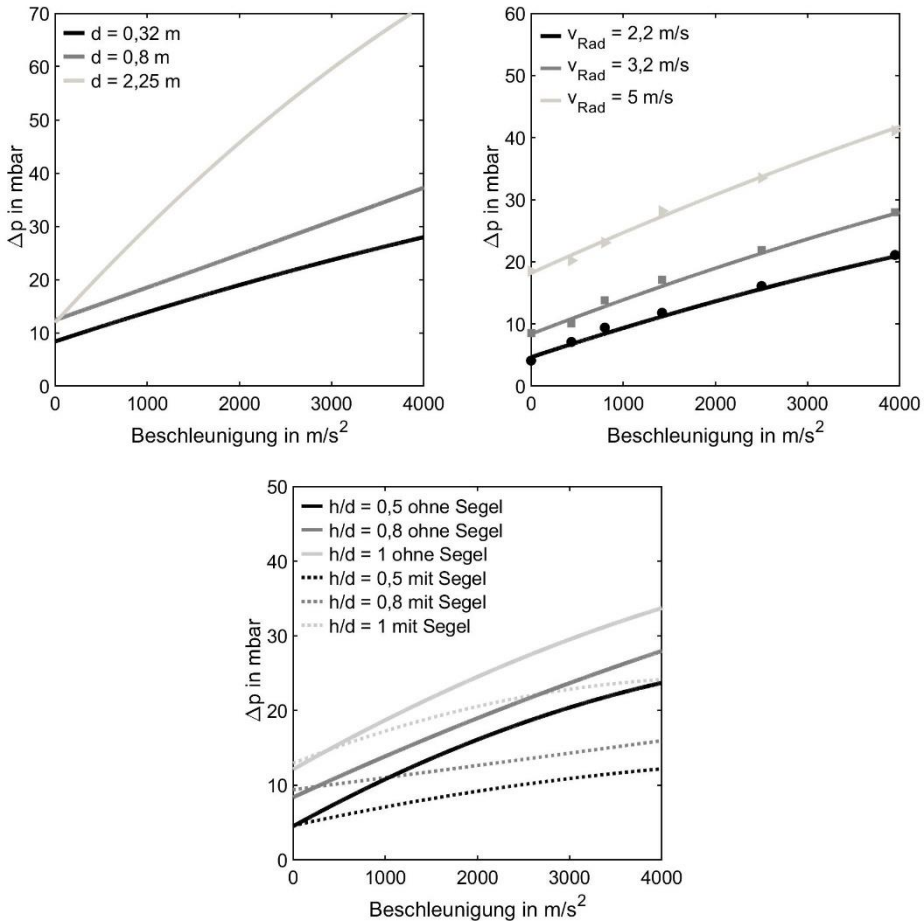 70
60
50
40
30
20
10
0
Δp in mbar
d = 0,32 m
d = 0,8 m
d = 2,25 m
0 1000 2000 3000 4000
Beschleunigung in m/s²
60
50
40
30
20
10
0
Δp in mbar
v_Rad = 2,2 m/s
v_Rad = 3,2 m/s
v_Rad = 5 m/s
0 1000 2000 3000 4000
Beschleunigung in m/s²
50
40
30
20
10
0
Δp in mbar
h/d = 0,5 ohne Segel
h/d = 0,8 ohne Segel
h/d = 1 ohne Segel
h/d = 0,5 mit Segel
h/d = 0,8 mit Segel
h/d = 1 mit Segel
0 1000 2000 3000 4000
Beschleunigung in m/s²